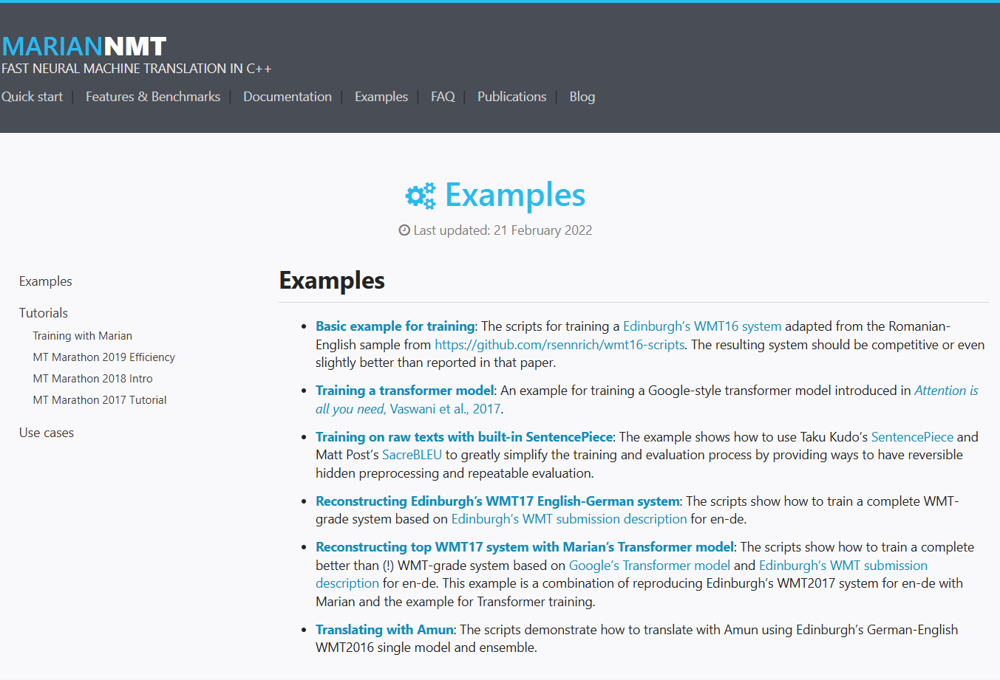 MARIANNMT
FAST NEURAL MACHINE TRANSLATION IN C++
Quick start | Features & Benchmarks | Documentation | Examples | FAQ | Publications | Blog
Examples
Last updated: 21 February 2022
Examples
Tutorials
Training with Marian
MT Marathon 2019 Efficiency
MT Marathon 2018 Intro
MT Marathon 2017 Tutorial
Use cases
Examples
• Basic example for training: The scripts for training a Edinburgh’s WMT16 system adapted from the Romanian-
English sample from https://github.com/rsennrich/wmt16-scripts. The resulting system should be competitive or even
slightly better than reported in that paper.
• Training a transformer model: An example for training a Google-style transformer model introduced in Attention is
all you need, Vaswani et al., 2017.
• Training on raw texts with built-in SentencePiece: The example shows how to use Taku Kudo’s SentencePiece and
Matt Post’s SacreBLEU to greatly simplify the training and evaluation process by providing ways to have reversible
hidden preprocessing and repeatable evaluation.
• Reconstructing Edinburgh’s WMT17 English-German system: The scripts show how to train a complete WMT-
grade system based on Edinburgh’s WMT submission description for en-de.
• Reconstructing top WMT17 system with Marian’s Transformer model: The scripts show how to train a complete
better than (!) WMT-grade system based on Google’s Transformer model and Edinburgh’s WMT submission
description for en-de. This example is a combination of reproducing Edinburgh’s WMT2017 system for en-de with
Marian and the example for Transformer training.
• Translating with Amun: The scripts demonstrate how to translate with Amun using Edinburgh’s German-English
WMT2016 single model and ensemble.